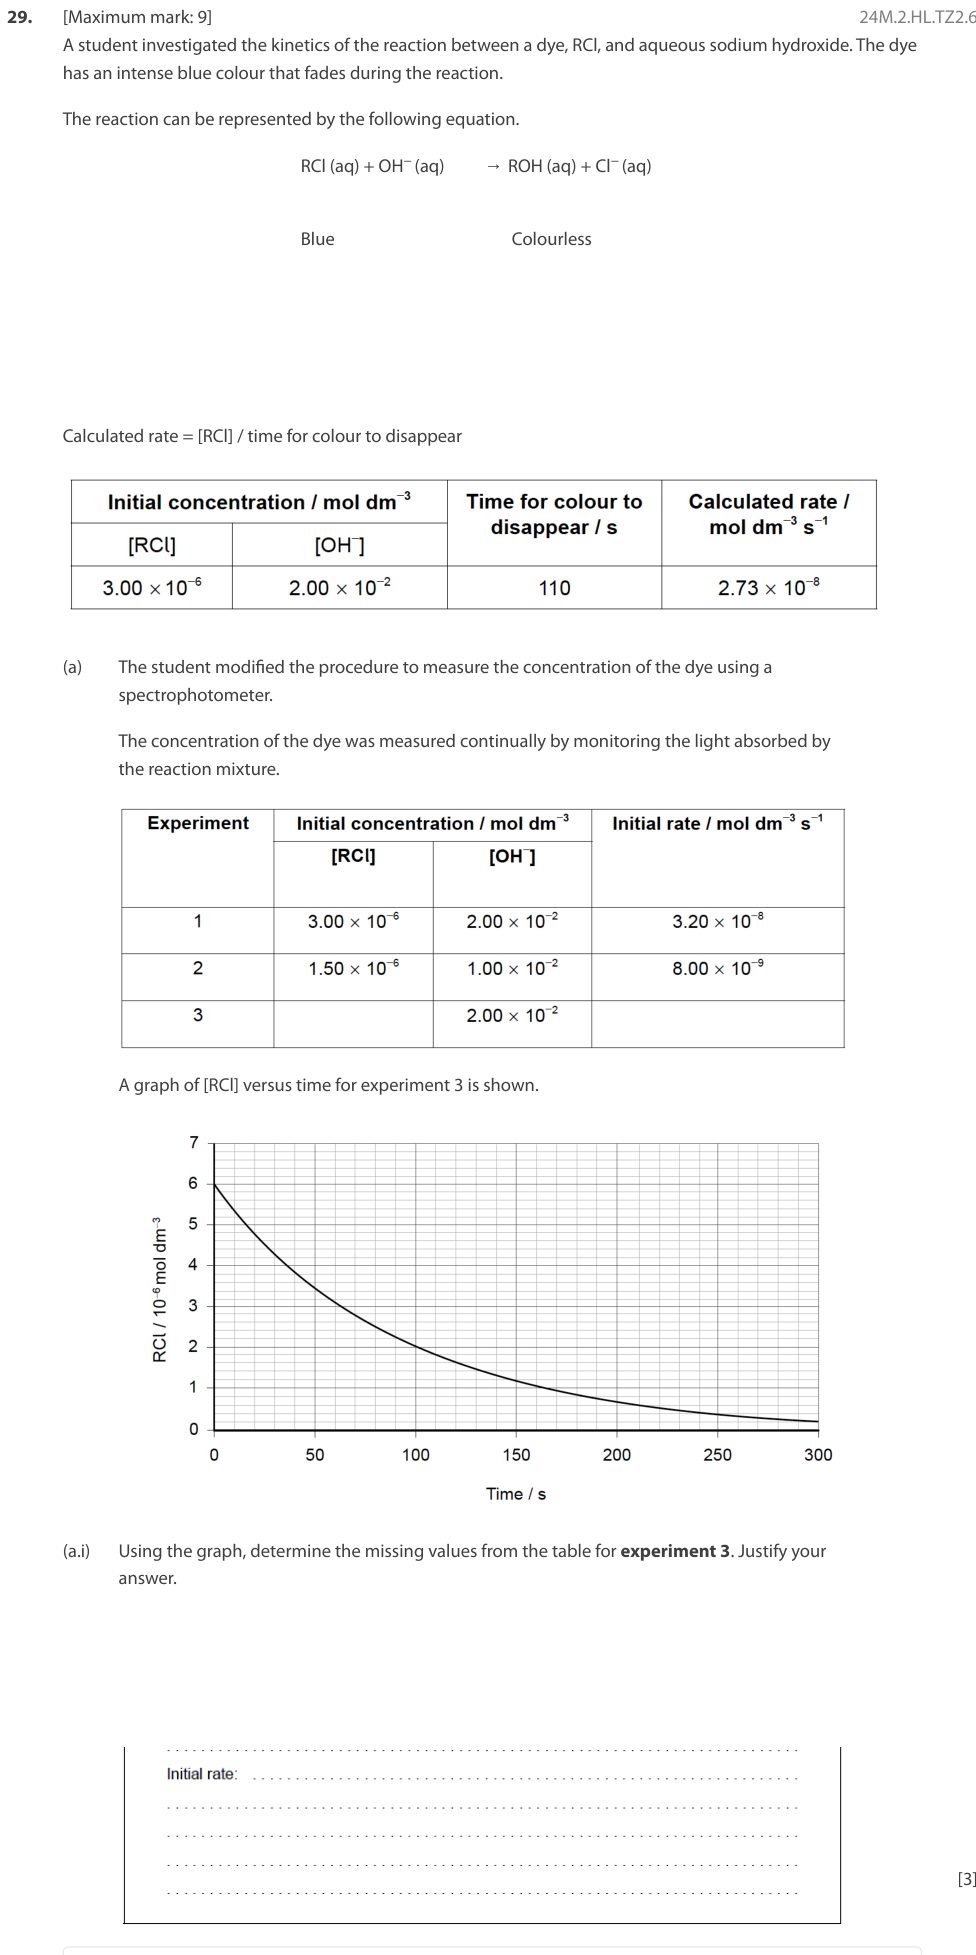 29. [Maximum mark: 9] 24M.2.HL.TZ2.6
A student investigated the kinetics of the reaction between a dye, RCl, and aqueous sodium hydroxide. The dye
has an intense blue colour that fades during the reaction.
The reaction can be represented by the following equation.
RCl (aq) + OH⁻ (aq) → ROH (aq) + Cl⁻ (aq)
Blue Colourless
Calculated rate = [RCl] / time for colour to disappear
Initial concentration / mol dm⁻³ Time for colour to disappear / s Calculated rate / mol dm⁻³ s⁻¹
[RCl] [OH⁻]
3.00 × 10⁻⁶ 2.00 × 10⁻² 110 2.73 × 10⁻⁸
(a) The student modified the procedure to measure the concentration of the dye using a
spectrophotometer.
The concentration of the dye was measured continually by monitoring the light absorbed by
the reaction mixture.
Experiment Initial concentration / mol dm⁻³ Initial rate / mol dm⁻³ s⁻¹
[RCl] [OH⁻]
1 3.00 × 10⁻⁶ 2.00 × 10⁻² 3.20 × 10⁻⁸
2 1.50 × 10⁻⁶ 1.00 × 10⁻² 8.00 × 10⁻⁹
3 2.00 × 10⁻²
A graph of [RCl] versus time for experiment 3 is shown.
7
6
5
4
3
2
1
0
RCl / 10⁻⁶ mol dm⁻³
0 50 100 150 200 250 300
Time / s
(a.i) Using the graph, determine the missing values from the table for experiment 3. Justify your
answer.
Initial rate:
[3]